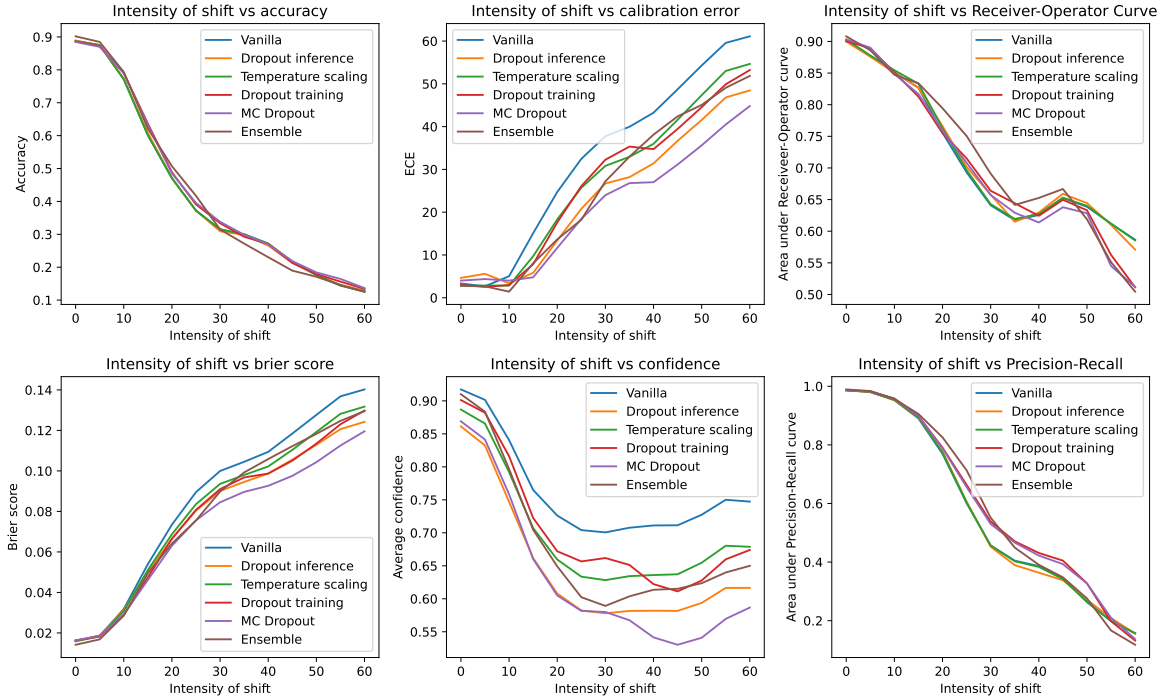 Intensity of shift vs accuracy
Accuracy
0.9
0.8
0.7
0.6
0.5
0.4
0.3
0.2
0.1
0 10 20 30 40 50 60
Intensity of shift
Vanilla
Dropout inference
Temperature scaling
Dropout training
MC Dropout
Ensemble
Intensity of shift vs calibration error
ECE
60
50
40
30
20
10
0
0 10 20 30 40 50 60
Intensity of shift
Vanilla
Dropout inference
Temperature scaling
Dropout training
MC Dropout
Ensemble
Intensity of shift vs Receiver-Operator Curve
Area under Receiveer-Operator curve
0.90
0.85
0.80
0.75
0.70
0.65
0.60
0.55
0.50
0 10 20 30 40 50 60
Intensity of shift
Vanilla
Dropout inference
Temperature scaling
Dropout training
MC Dropout
Ensemble
Intensity of shift vs brier score
Brier score
0.14
0.12
0.10
0.08
0.06
0.04
0.02
0 10 20 30 40 50 60
Intensity of shift
Vanilla
Dropout inference
Temperature scaling
Dropout training
MC Dropout
Ensemble
Intensity of shift vs confidence
Average confidence
0.90
0.85
0.80
0.75
0.70
0.65
0.60
0.55
0 10 20 30 40 50 60
Intensity of shift
Vanilla
Dropout inference
Temperature scaling
Dropout training
MC Dropout
Ensemble
Intensity of shift vs Precision-Recall
Area under Precision-Recall curve
1.0
0.8
0.6
0.4
0.2
0 10 20 30 40 50 60
Intensity of shift
Vanilla
Dropout inference
Temperature scaling
Dropout training
MC Dropout
Ensemble